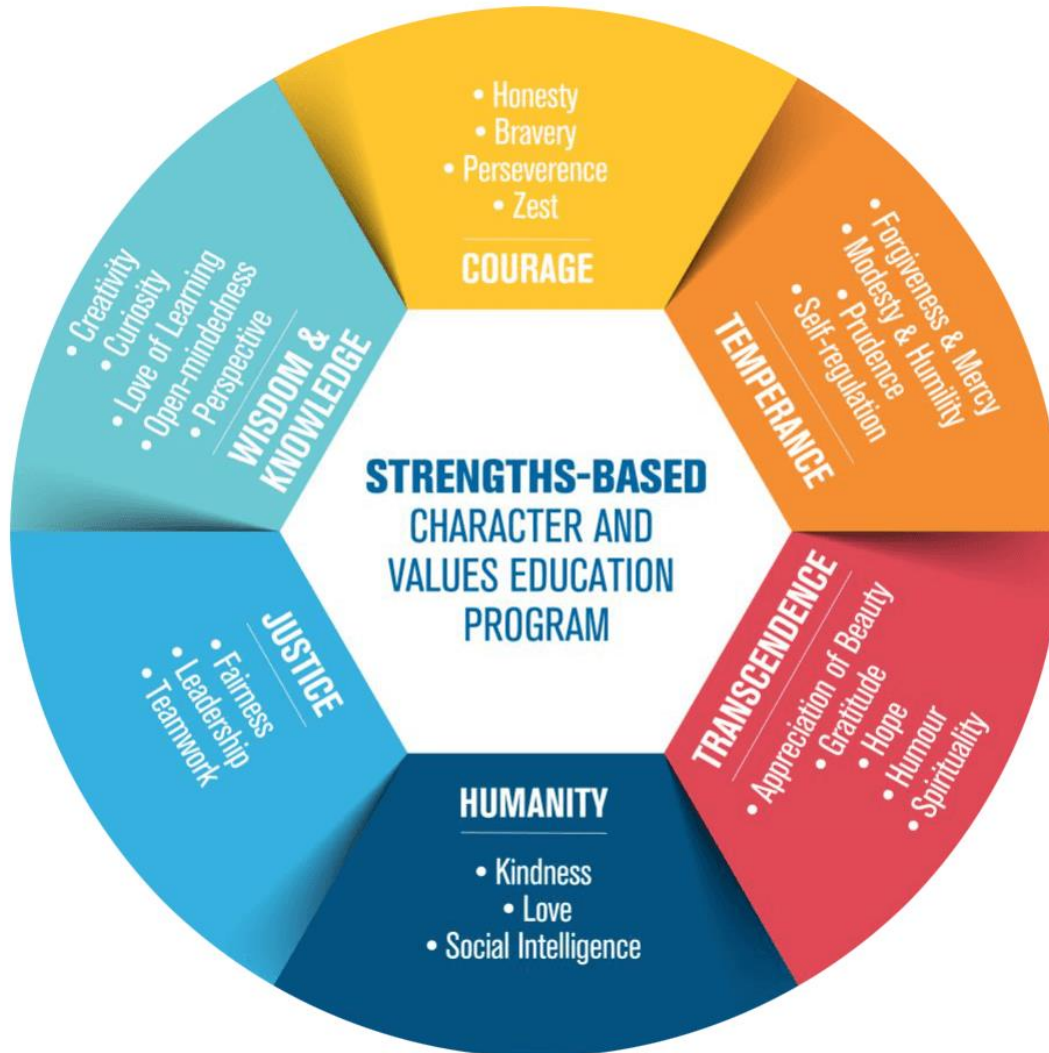 • Honesty
• Bravery
• Perseverence
• Zest
COURAGE
• Forgiveness & Mercy
• Modesty & Humility
• Prudence
• Self-regulation
TEMPERANCE
TRANSCENDENCE
• Appreciation of Beauty
• Gratitude
• Hope
• Humour
• Spirituality
HUMANITY
• Kindness
• Love
• Social Intelligence
JUSTICE
• Fairness
• Leadership
• Teamwork
• Creativity
• Curiosity
• Love of Learning
• Open-mindedness
• Perspective
WISDOM &
KNOWLEDGE
STRENGTHS-BASED
CHARACTER AND
VALUES EDUCATION
PROGRAM